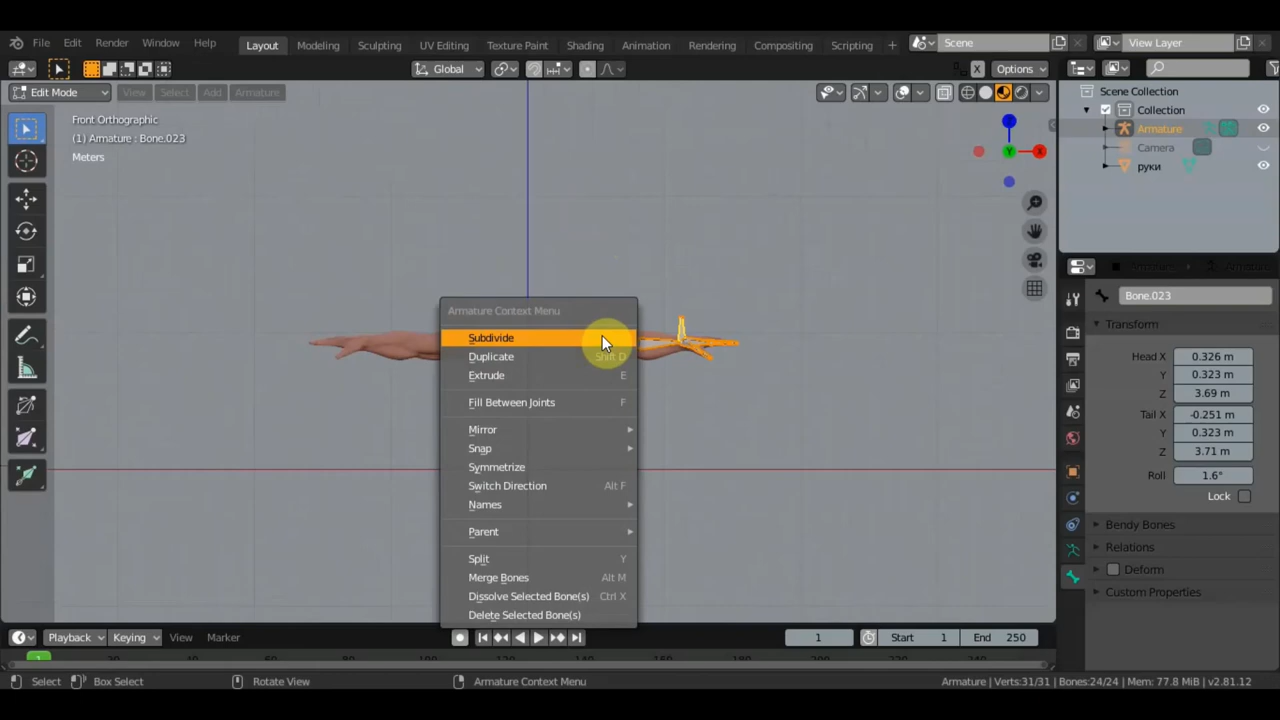 File Edit Render Window Help Layout Modeling Sculpting UV Editing Texture Paint Shading Animation Rendering Compositing Scripting + Scene View Layer
Global X Options
Edit Mode View Select Add Armature
Scene Collection
Front Orthographic
(1) Armature : Bone.023
Meters
Collection
Armature
Camera
руки
Z
Y
X
Bone.023
Transform
Head X 0.326 m
Y 0.323 m
Z 3.69 m
Tail X -0.251 m
Y 0.323 m
Z 3.71 m
Roll 1.6°
Lock
Bendy Bones
Relations
Deform
Custom Properties
Armature Context Menu
Subdivide
Duplicate Shift D
Extrude E
Fill Between Joints F
Mirror
Snap
Symmetrize
Switch Direction Alt F
Names
Parent
Split Y
Merge Bones Alt M
Dissolve Selected Bone(s) Ctrl X
Delete Selected Bone(s)
Playback Keying View Marker 1 Start 1 End 250
1
Select Box Select Rotate View Armature Context Menu Armature | Verts:31/31 | Bones:24/24 | Mem: 77.8 MiB | v2.81.12